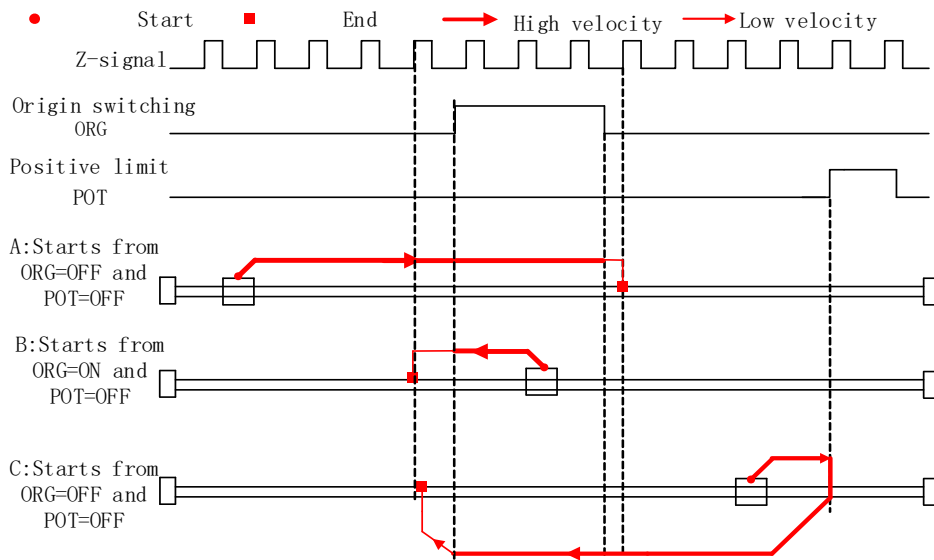 Start End High velocity Low velocity
Z-signal
Origin switching
ORG
Positive limit
POT
A:Starts from
ORG=OFF and
POT=OFF
B:Starts from
ORG=ON and
POT=OFF
C:Starts from
ORG=OFF and
POT=OFF